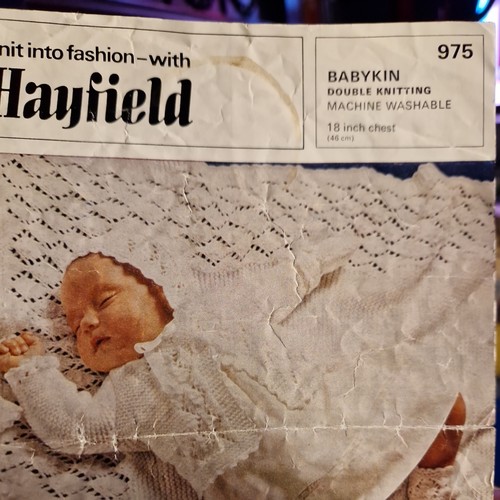 nit into fashion–with
Hayfield
975
BABYKIN
DOUBLE KNITTING
MACHINE WASHABLE
18 inch chest
(46 cm)